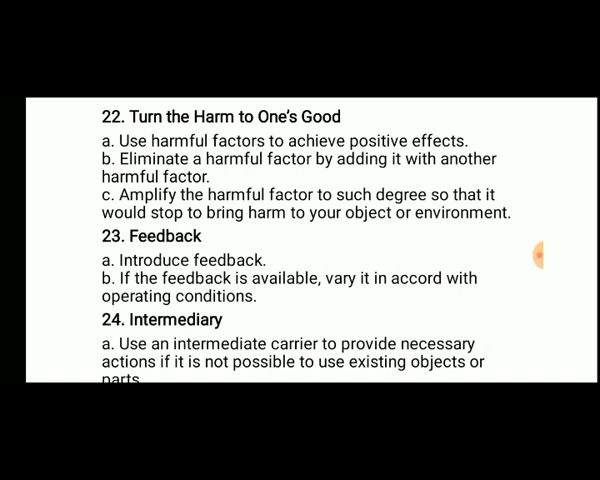 22. Turn the Harm to One's Good
a. Use harmful factors to achieve positive effects.
b. Eliminate a harmful factor by adding it with another
harmful factor.
c. Amplify the harmful factor to such degree so that it
would stop to bring harm to your object or environment.
23. Feedback
a. Introduce feedback.
b. If the feedback is available, vary it in accord with
operating conditions.
24. Intermediary
a. Use an intermediate carrier to provide necessary
actions if it is not possible to use existing objects or
parts